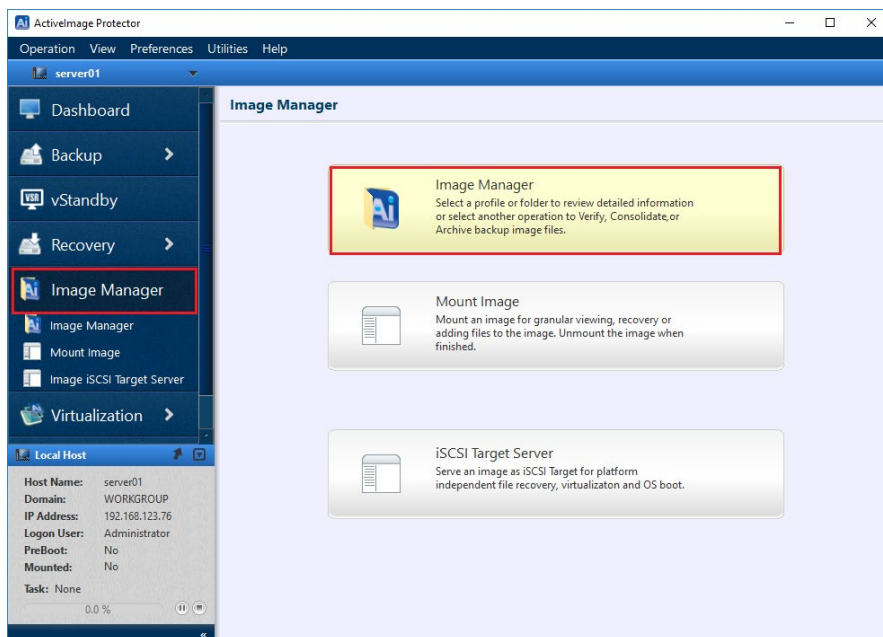 ActiveImage Protector
Operation View Preferences Utilities Help
server01
Dashboard
Backup
vStandby
Recovery
Image Manager
Image Manager
Mount Image
Image iSCSI Target Server
Virtualization
Local Host
Host Name: server01
Domain: WORKGROUP
IP Address: 192.168.123.76
Logon User: Administrator
PreBoot: No
Mounted: No
Task: None
0.0 %
Image Manager
Image Manager
Select a profile or folder to review detailed information
or select another operation to Verify, Consolidate,or
Archive backup image files.
Mount Image
Mount an image for granular viewing, recovery or
adding files to the image. Unmount the image when
finished.
iSCSI Target Server
Serve an image as iSCSI Target for platform
independent file recovery, virtualizaton and OS boot.